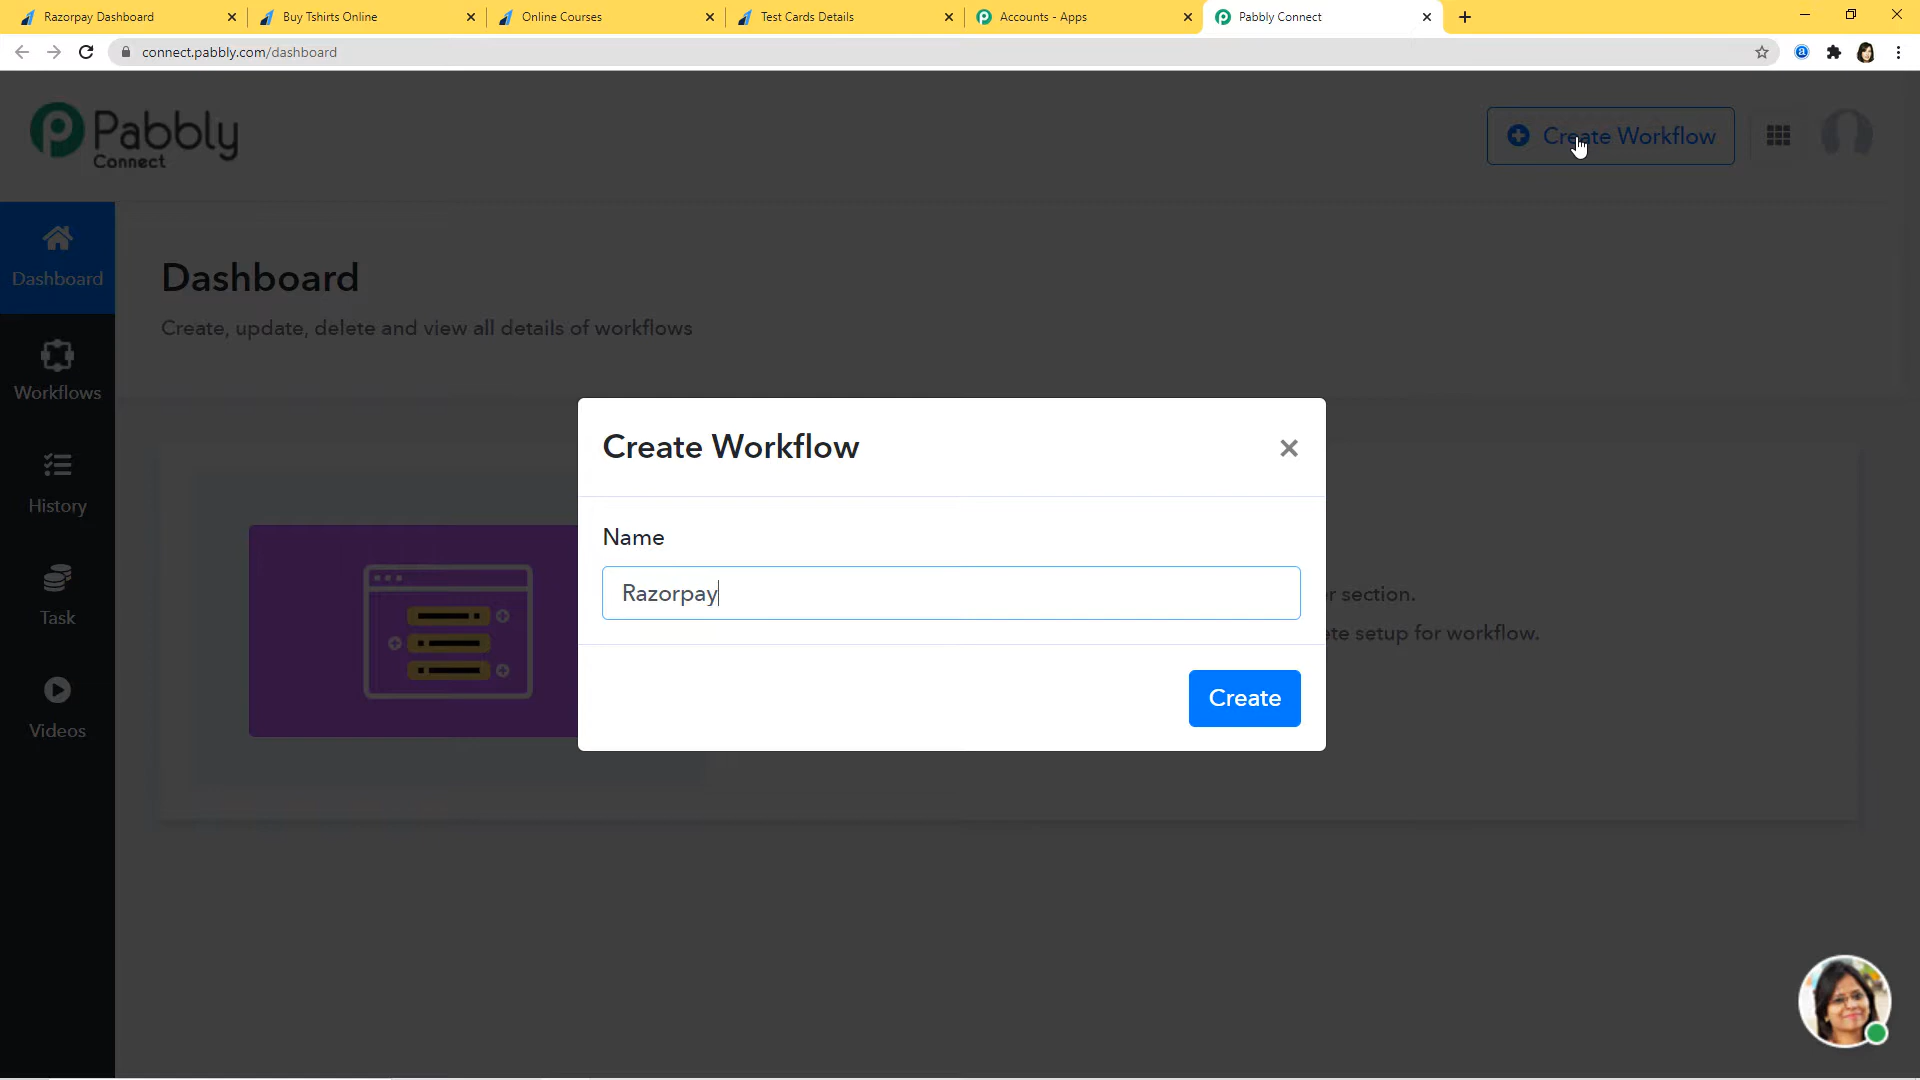 Razorpay Dashboard
Buy Tshirts Online
Online Courses
Test Cards Details
Accounts - Apps
Pabbly Connect
connect.pabbly.com/dashboard
Pabbly
Connect
Create Workflow
Dashboard
Workflows
History
Task
Videos
Dashboard
Create, update, delete and view all details of workflows
Create Workflow
Name
Razorpay
Create
r section.
ete setup for workflow.